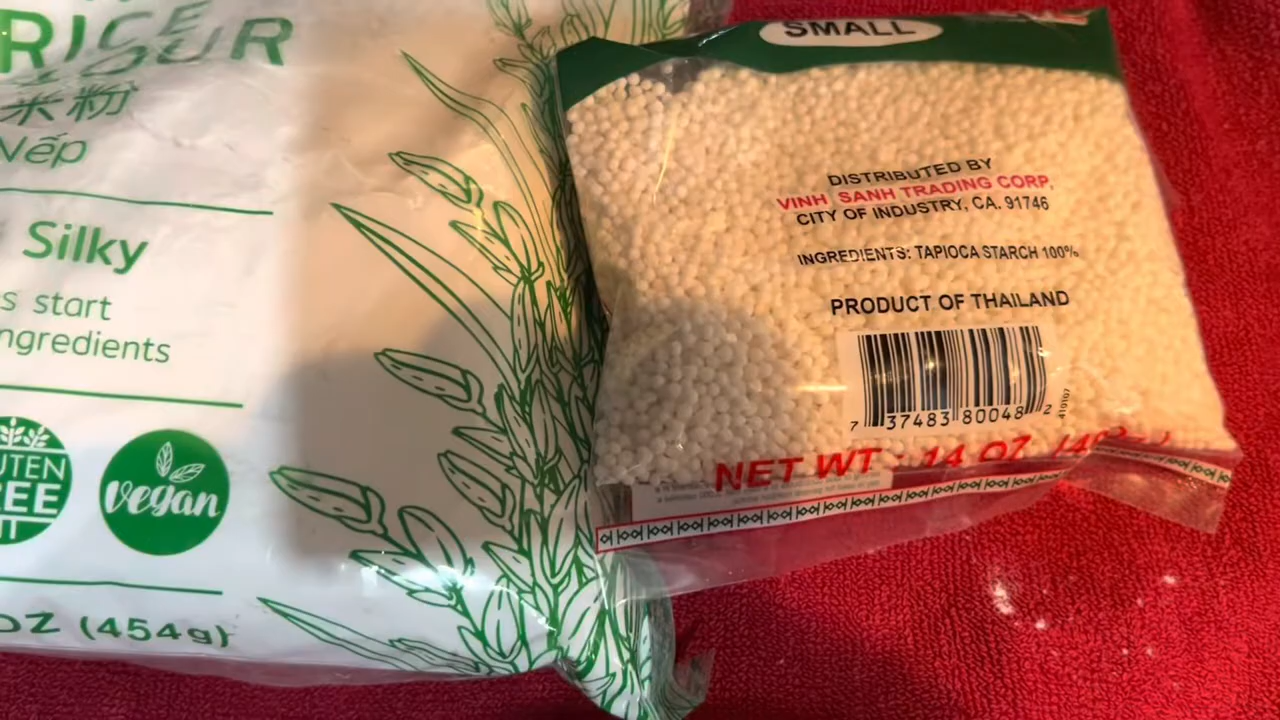 RICE
FLOUR
米粉
Nếp
Silky
s start
ngredients
UTEN
REE
vegan
OZ (454g)
SMALL
DISTRIBUTED BY
VINH SANH TRADING CORP,
CITY OF INDUSTRY, CA. 91746
INGREDIENTS: TAPIOCA STARCH 100%
PRODUCT OF THAILAND
7 37483 80048 2
410107
NET WT : 14 OZ